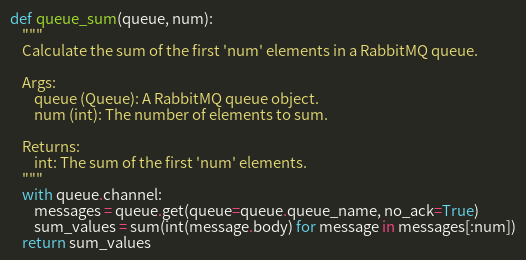 def queue_sum(queue, num):
    """
    Calculate the sum of the first 'num' elements in a RabbitMQ queue.

    Args:
        queue (Queue): A RabbitMQ queue object.
        num (int): The number of elements to sum.

    Returns:
        int: The sum of the first 'num' elements.
    """
    with queue.channel:
        messages = queue.get(queue=queue.queue_name, no_ack=True)
        sum_values = sum(int(message.body) for message in messages[:num])
    return sum_values